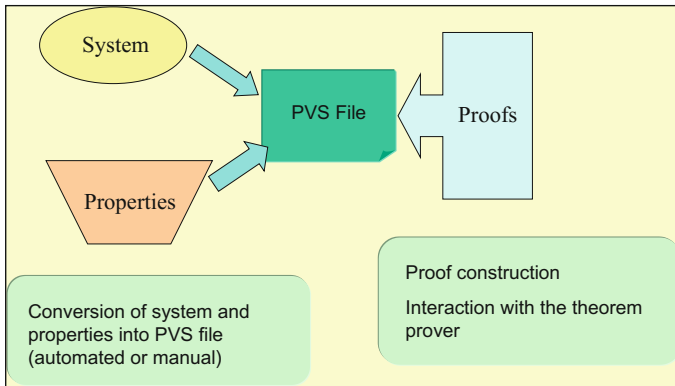 System
PVS File
Proofs
Properties
Conversion of system and
properties into PVS file
(automated or manual)
Proof construction
Interaction with the theorem
prover